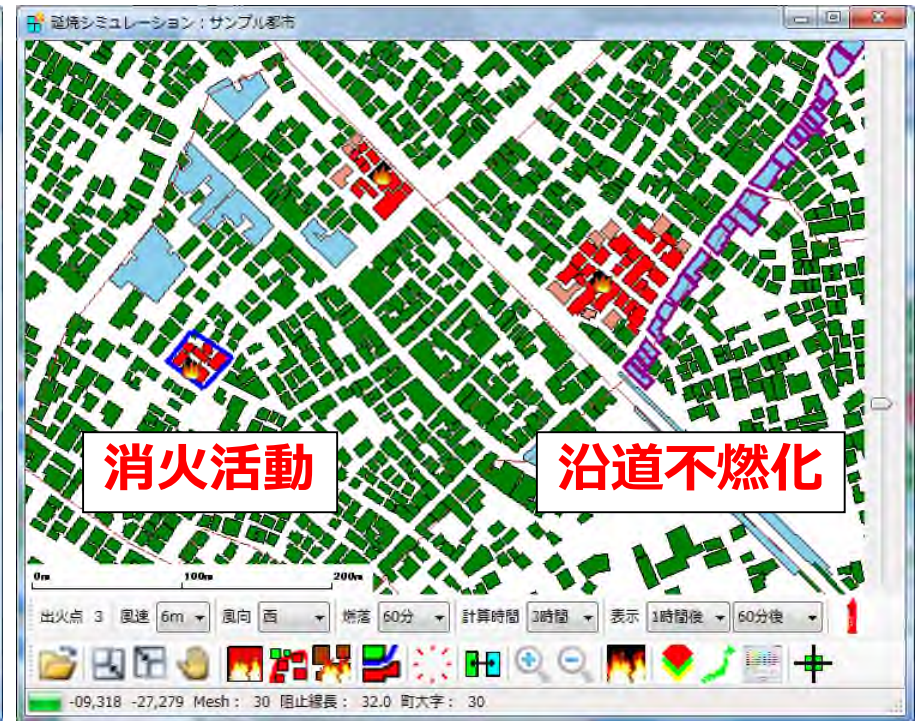 延焼シミュレーション：サンプル都市
消火活動
沿道不燃化
0m 100m 200m
出火点 3 風速 6m 風向 西 燃落 60分 計算時間 3時間 表示 1時間後 60分後
-09,318 -27,279 Mesh： 30 阻止線長： 32.0 町大字： 30